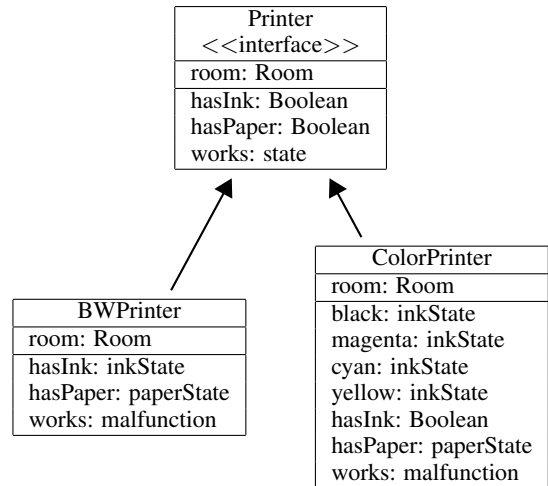 Printer
<<interface>>
room: Room
hasInk: Boolean
hasPaper: Boolean
works: state
BWPrinter
room: Room
hasInk: inkState
hasPaper: paperState
works: malfunction
ColorPrinter
room: Room
black: inkState
magenta: inkState
cyan: inkState
yellow: inkState
hasInk: Boolean
hasPaper: paperState
works: malfunction